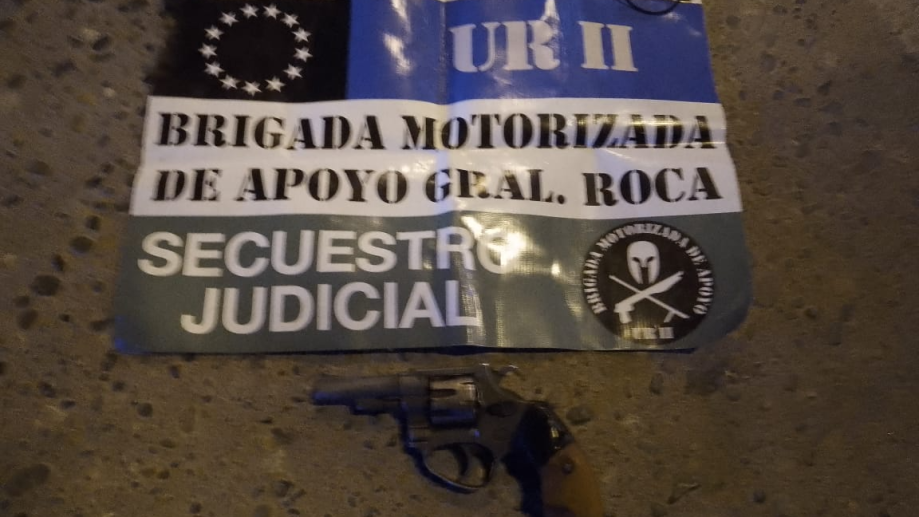 UR II
BRIGADA MOTORIZADA
DE APOYO GRAL. ROCA
SECUESTRO
JUDICIAL
BRIGADA MOTORIZADA DE APOYO
UR II